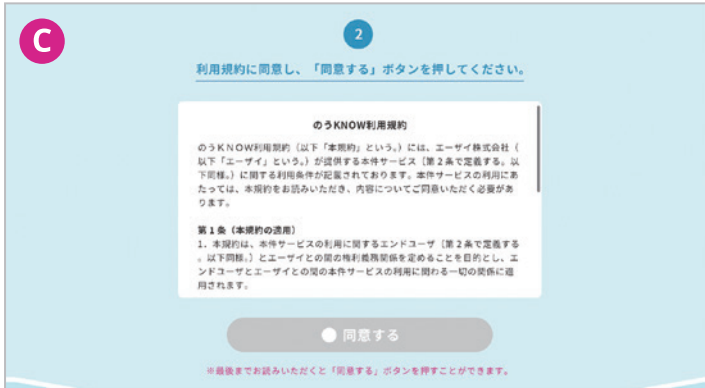 C
2
利用規約に同意し、「同意する」ボタンを押してください。
のうKNOW利用規約
のうKNOW利用規約（以下「本規約」という。）には、エーザイ株式会社（
以下「エーザイ」という。）が提供する本件サービス（第２条で定義する。以
下同様。）に関する利用条件が記載されております。本件サービスの利用にあ
たっては、本規約をお読みいただき、内容についてご同意いただく必要があ
ります。
第１条（本規約の適用）
1．本規約は、本件サービスの利用に関するエンドユーザ（第２条で定義する
。以下同様。）とエーザイとの間の権利義務関係を定めることを目的とし、エ
ンドユーザとエーザイとの間の本件サービスの利用に関わる一切の関係に適
用されます。
同意する
※最後までお読みいただくと「同意する」ボタンを押すことができます。